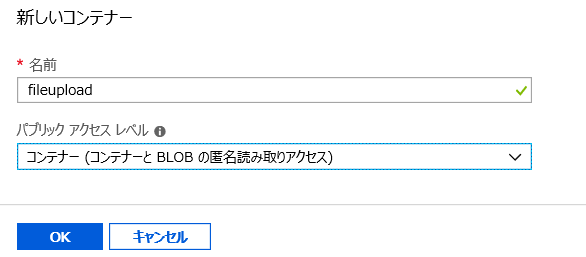 新しいコンテナー
* 名前
fileupload
パブリック アクセス レベル
コンテナー (コンテナーと BLOB の匿名読み取りアクセス)
OK キャンセル